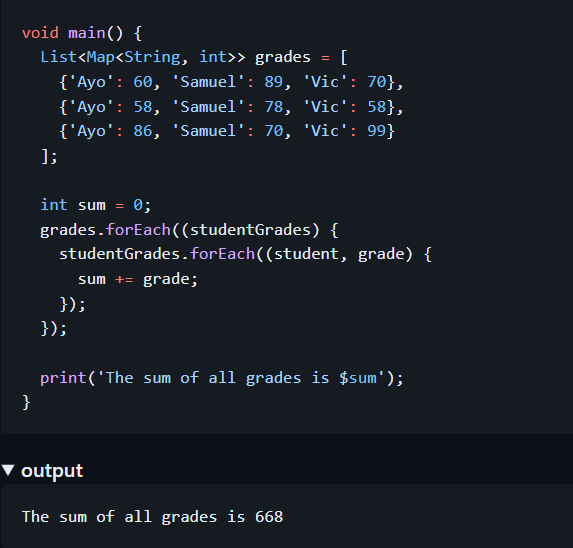 void main() {
  List<Map<String, int>> grades = [
    {'Ayo': 60, 'Samuel': 89, 'Vic': 70},
    {'Ayo': 58, 'Samuel': 78, 'Vic': 58},
    {'Ayo': 86, 'Samuel': 70, 'Vic': 99}
  ];

  int sum = 0;
  grades.forEach((studentGrades) {
    studentGrades.forEach((student, grade) {
      sum += grade;
    });
  });

  print('The sum of all grades is $sum');
}
▼ output
The sum of all grades is 668